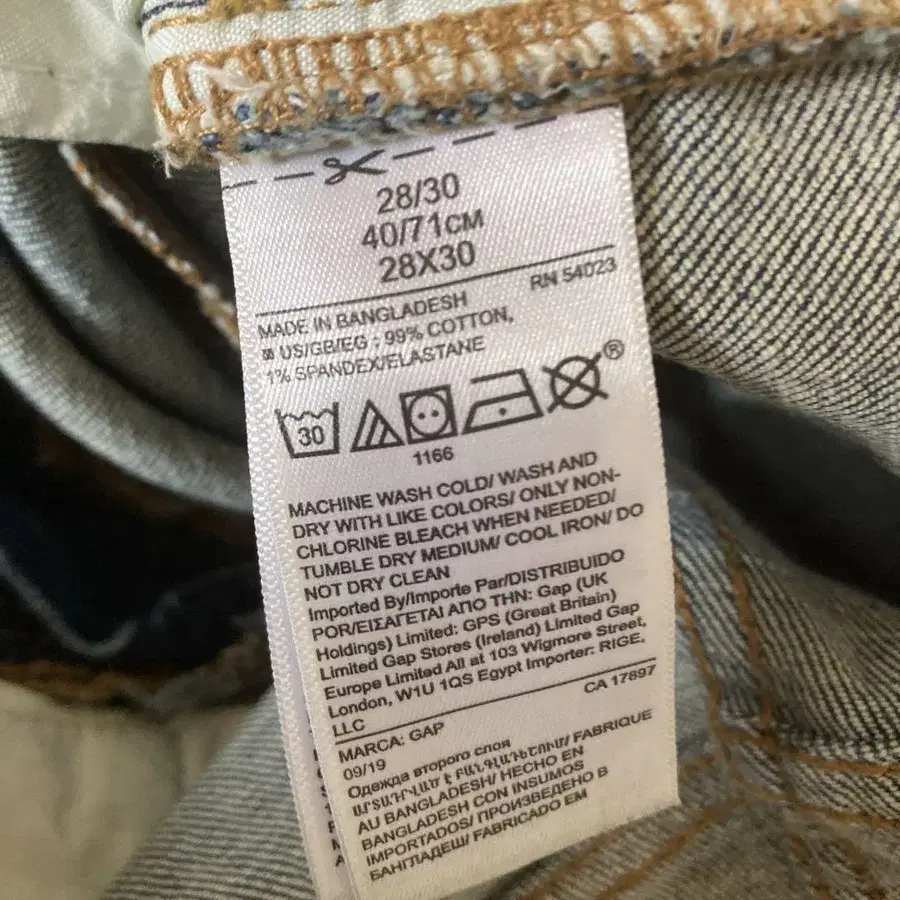 28/30
40/71CM
28X30
RN 54023
MADE IN BANGLADESH
US/GB/EG : 99% COTTON,
1% SPANDEX/ELASTANE
30
®
1166
MACHINE WASH COLD/ WASH AND
DRY WITH LIKE COLORS/ ONLY NON-
CHLORINE BLEACH WHEN NEEDED/
TUMBLE DRY MEDIUM/ COOL IRON/ DO
NOT DRY CLEAN
Imported By/Importe Par/DISTRIBUIDO
POR/ΕΙΣΑΓΕΤΑΙ ΑΠΟ ΤΗΝ: Gap (UK
Holdings) Limited: GPS (Great Britain)
Limited Gap Stores (Ireland) Limited Gap
Europe Limited All at 103 Wigmore Street,
London, W1U 1QS Egypt Importer: RIGE,
LLC
CA 17897
MARCA: GAP
09/19
Одежда второго слоя
ԱՐՏԱԴՐՎԱԾ Է ԲԱՆԳԼԱԴԵՇՈՒՄ/ FABRIQUE
AU BANGLADESH/ HECHO EN
BANGLADESH CON INSUMOS
IMPORTADOS/ ПРОИЗВЕДЕНО В
БАНГЛАДЕШ/ FABRICADO EM